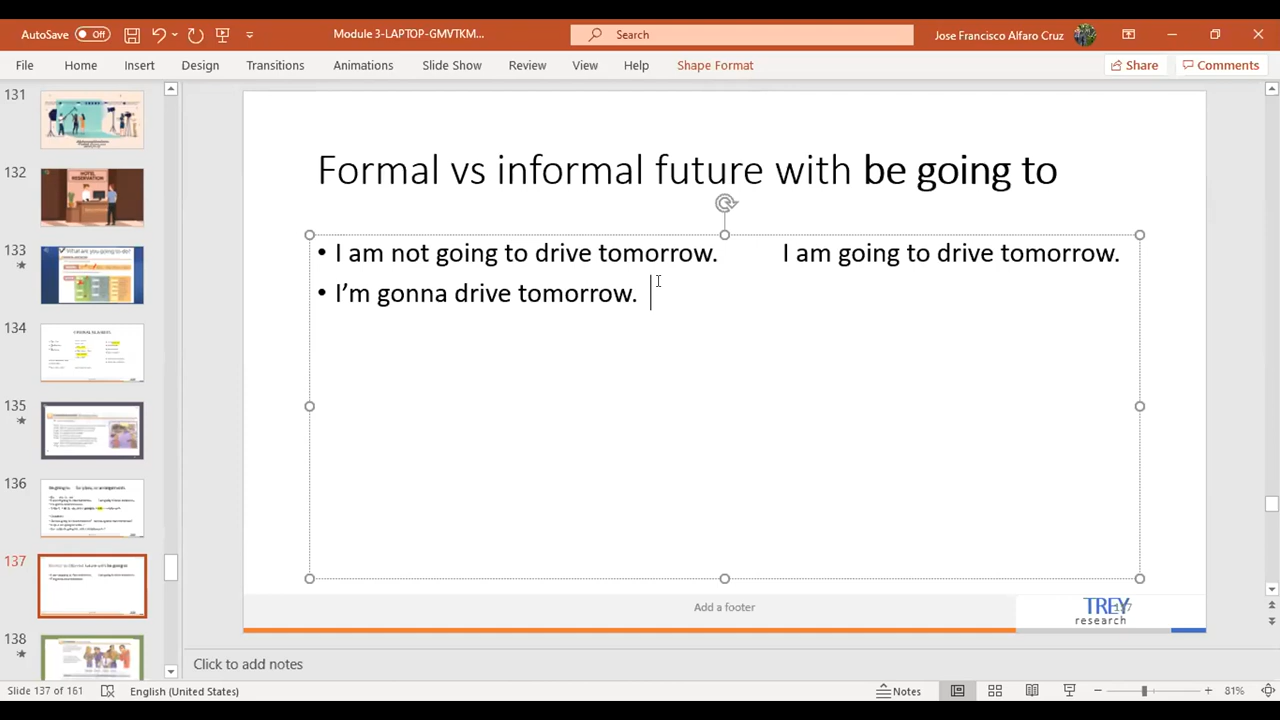 AutoSave Off Module 3-LAPTOP-GMVTKM... Search Jose Francisco Alfaro Cruz
File Home Insert Design Transitions Animations Slide Show Review View Help Shape Format Share Comments
131
132
HOTEL
RESERVATION
133
134
135
136
137
138
Formal vs informal future with be going to
• I am not going to drive tomorrow. I am going to drive tomorrow.
• I’m gonna drive tomorrow.
Add a footer
TREY
research
Click to add notes
Slide 137 of 161 English (United States) Notes 81%